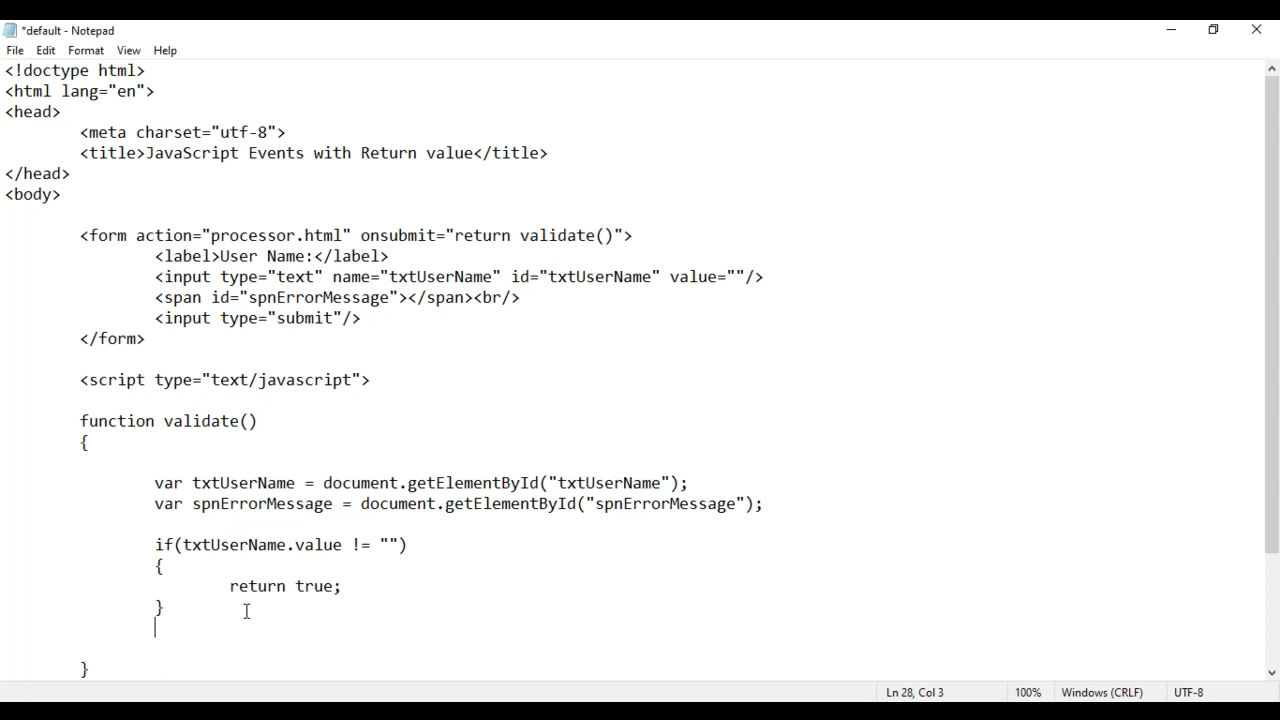 *default - Notepad
File Edit Format View Help
<!doctype html>
<html lang="en">
<head>
<meta charset="utf-8">
<title>JavaScript Events with Return value</title>
</head>
<body>
<form action="processor.html" onsubmit="return validate()">
<label>User Name:</label>
<input type="text" name="txtUserName" id="txtUserName" value=""/>
<span id="spnErrorMessage"></span><br/>
<input type="submit"/>
</form>
<script type="text/javascript">
function validate()
{
var txtUserName = document.getElementById("txtUserName");
var spnErrorMessage = document.getElementById("spnErrorMessage");
if(txtUserName.value != "")
{
return true;
}
}
Ln 28, Col 3 100% Windows (CRLF) UTF-8